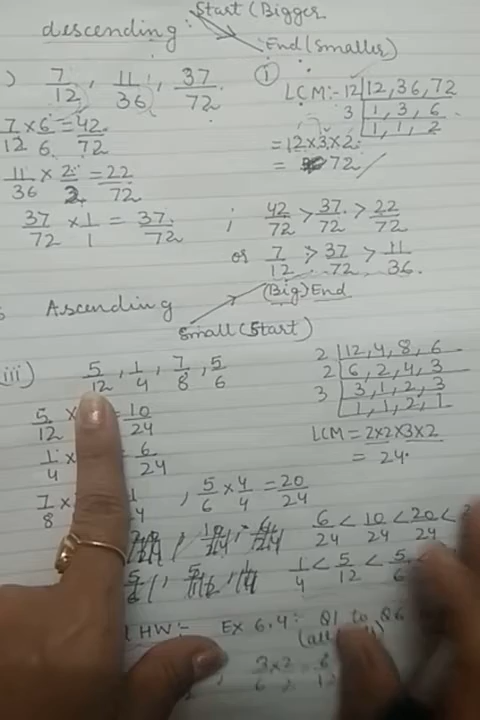 Start (Bigger
descending:
End (smaller)
) 7/12, 11/36, 37/72
(i) LCM:- 12 | 12, 36, 72
3 | 1, 3, 6
1, 1, 2
= 12×3×2
= 72
7/12 × 6/6 = 42/72
11/36 × 2/2 = 22/72
37/72 × 1/1 = 37/72 ; 42/72 > 37/72 > 22/72
or 7/12 > 37/72 > 11/36.
(Big) End
Ascending
Small (Start)
iii) 5/12, 1/4, 7/8, 5/6
2 | 12, 4, 8, 6
2 | 6, 2, 4, 3
3 | 3, 1, 2, 3
1, 1, 2, 1
LCM = 2×2×3×2
= 24.
5/12 × = 10/24
1/4 × = 6/24
7/8 × , 5/6 × 4/4 = 20/24
6/24 < 10/24 < 20/24 <
1/4 < 5/12 < 5/6 <
HW:- Ex 6.4:- Q1 to Q6
3×2